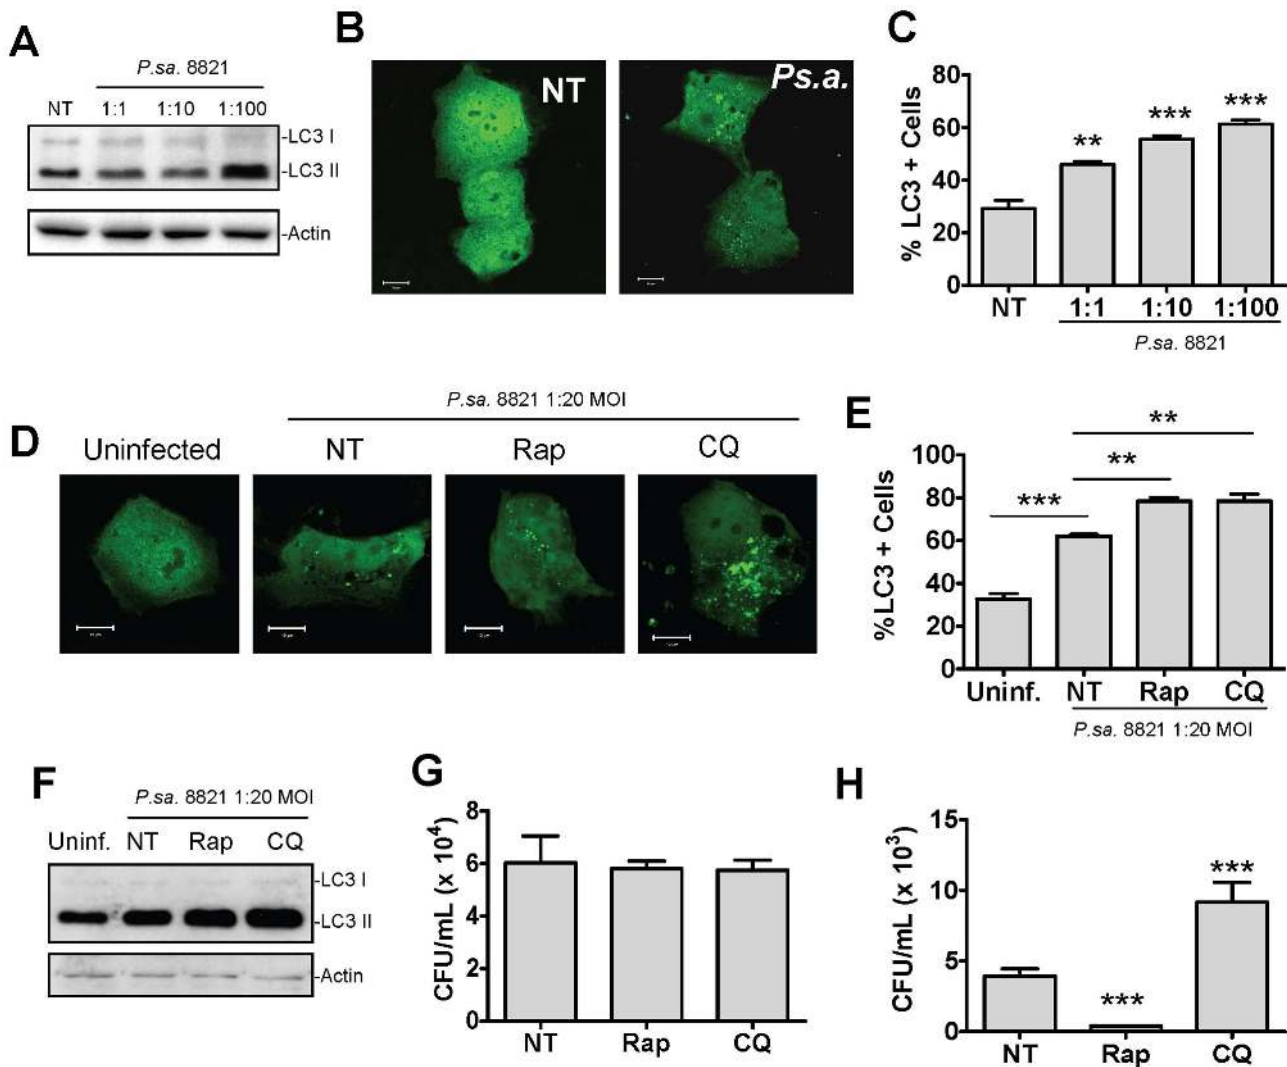 A
P.sa. 8821
NT 1:1 1:10 1:100
-LC3 I
-LC3 II
-Actin
B
NT
Ps.a.
C
% LC3 + Cells
80
60
40
20
0
**
***
***
NT 1:1 1:10 1:100
P.sa. 8821
D
P.sa. 8821 1:20 MOI
Uninfected NT Rap CQ
E
%LC3 + Cells
100
80
60
40
20
0
***
**
**
Uninf. NT Rap CQ
P.sa. 8821 1:20 MOI
F
P.sa. 8821 1:20 MOI
Uninf. NT Rap CQ
-LC3 I
-LC3 II
-Actin
G
CFU/mL (x 10⁴)
8
6
4
2
0
NT Rap CQ
H
CFU/mL (x 10³)
15
10
5
0
***
***
NT Rap CQ